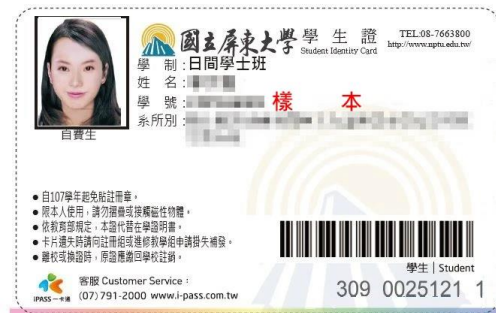 國立屏東大學 學生證 TEL:08-7663800
Student Identity Card http://www.nptu.edu.tw/
學 制:日間學士班
姓 名:
學 號: 樣 本
系所別:
自費生
● 自107學年起免貼註冊章。
● 限本人使用,請勿摺疊或接觸磁性物體。
● 依教育部規定,本證代替在學證明書。
● 卡片遺失時請向註冊組或進修教學組申請掛失補發。
● 離校或換證時,原證應繳回學校註銷。
學生 | Student
客服 Customer Service:
iPASS 一卡通 (07) 791-2000 www.i-pass.com.tw
309 0025121 1